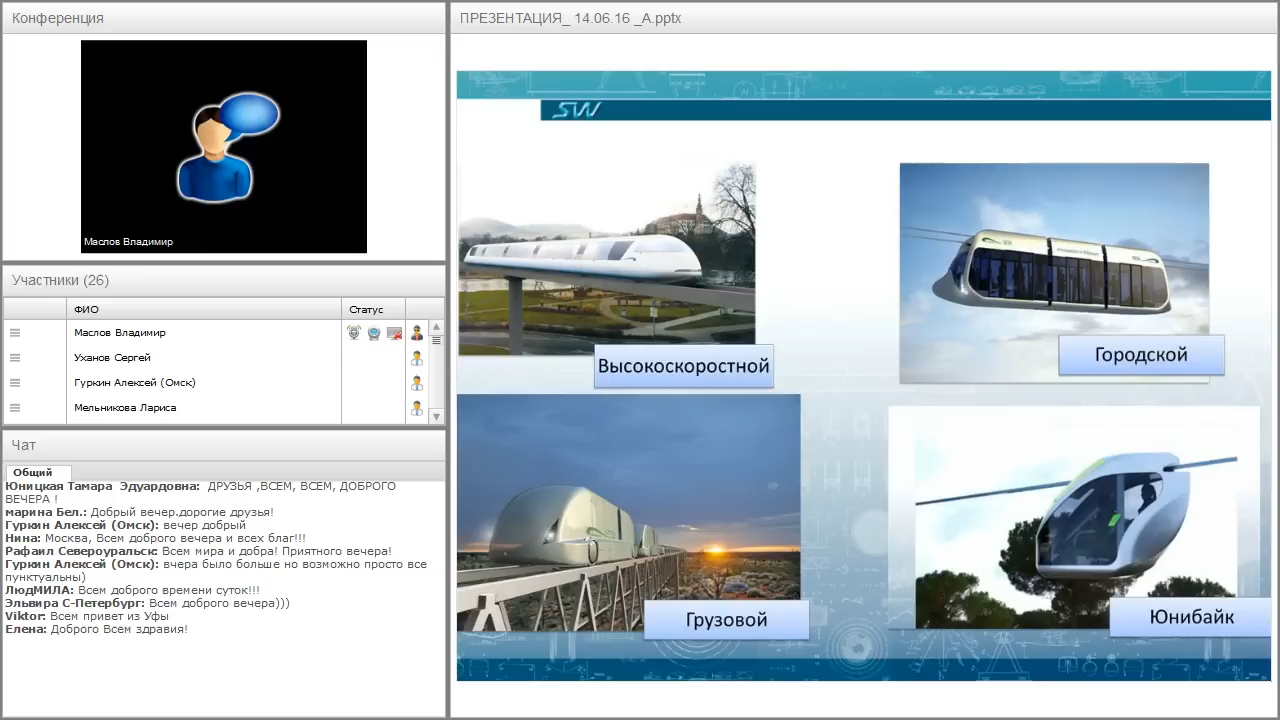 Конференция
Маслов Владимир
Участники (26)
ФИО
Статус
Маслов Владимир
Уханов Сергей
Гуркин Алексей (Омск)
Мельникова Лариса
Чат
Общий
Юницкая Тамара Эдуардовна: ДРУЗЬЯ ,ВСЕМ, ВСЕМ, ДОБРОГО
ВЕЧЕРА !
марина Бел.: Добрый вечер.дорогие друзья!
Гуркин Алексей (Омск): вечер добрый
Нина: Москва, Всем доброго вечера и всех благ!!!
Рафаил Североуральск: Всем мира и добра! Приятного вечера!
Гуркин Алексей (Омск): вчера было больше но возможно просто все
пунктуальны)
ЛюдМИЛА: Всем доброго времени суток!!!
Эльвира С-Петербург: Всем доброго вечера)))
Viktor: Всем привет из Уфы
Елена: Доброго Всем здравия!
ПРЕЗЕНТАЦИЯ_ 14.06.16 _A.pptx
SW
Высокоскоростной
Городской
Грузовой
Юнибайк